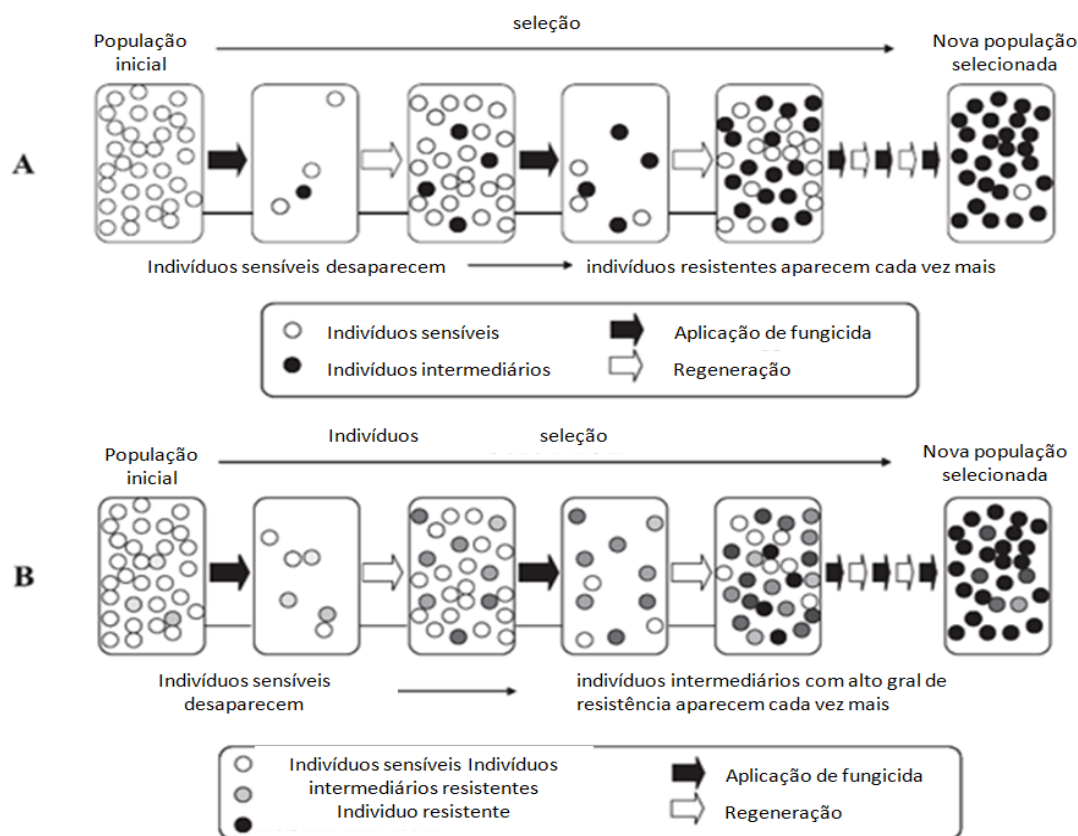 seleção
População
inicial
Nova população
selecionada
A
Indivíduos sensíveis desaparecem
indivíduos resistentes aparecem cada vez mais
Indivíduos sensíveis
Aplicação de fungicida
Indivíduos intermediários
Regeneração
Indivíduos
seleção
População
inicial
Nova população
selecionada
B
Indivíduos sensíveis
desaparecem
indivíduos intermediários com alto gral de
resistência aparecem cada vez mais
Indivíduos sensíveis Indivíduos
intermediários resistentes
Individuo resistente
Aplicação de fungicida
Regeneração